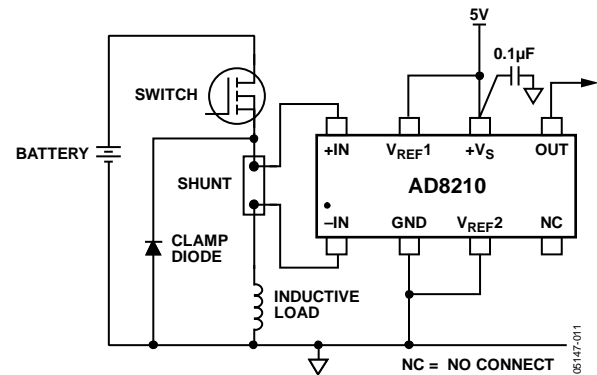 5V
0.1µF
SWITCH
BATTERY
+IN
VREF1
+VS
OUT
SHUNT
AD8210
–IN
GND
VREF2
NC
CLAMP
DIODE
INDUCTIVE
LOAD
NC = NO CONNECT
05147-011